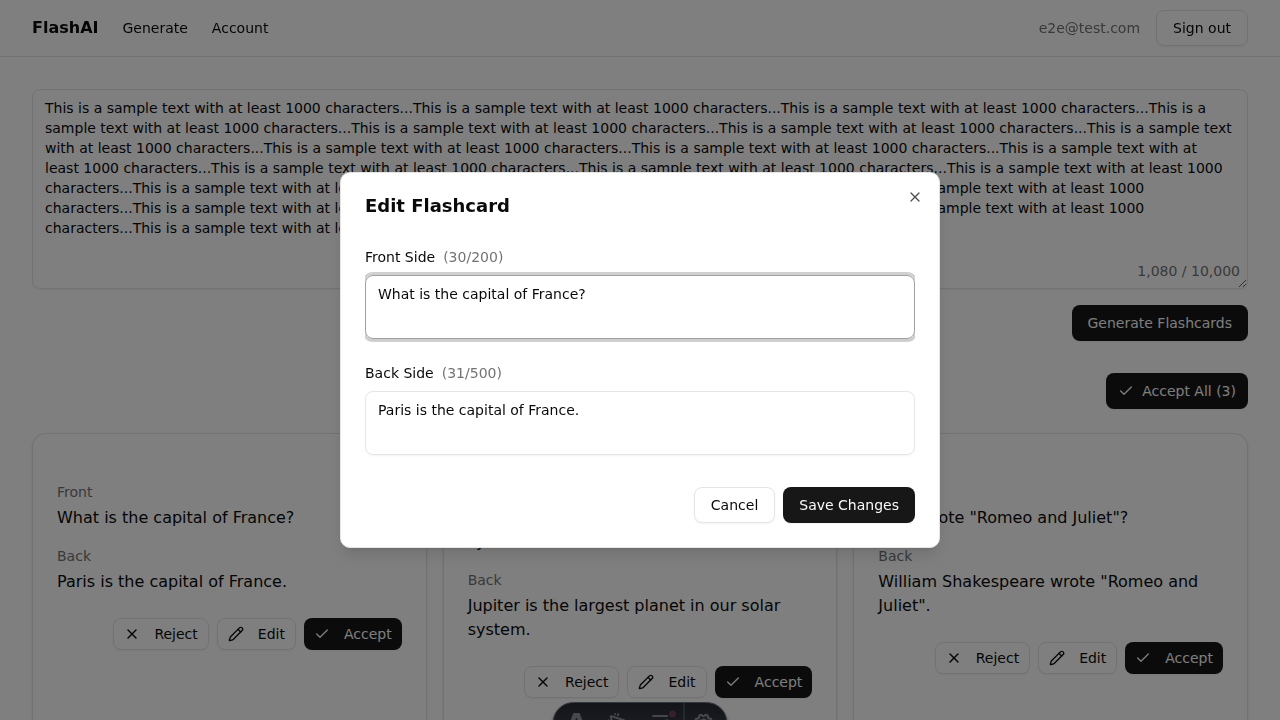 FlashAI Generate Account e2e@test.com Sign out
This is a sample text with at least 1000 characters...This is a sample text with at least 1000 characters...This is a sample text with at least 1000 characters...This is a
sample text with at least 1000 characters...This is a sample text with at least 1000 characters...This is a sample text with at least 1000 characters...This is a sample text
with at least 1000 characters...This is a sample text with at least 1000 characters...This is a sample text with at least 1000 characters...This is a sample text with at
least 1000 characters...This is a sample text with at least 1000 characters...This is a sample text with at least 1000 characters...This is a sample text with at least 1000
characters...This is a sample text with at ample text with at least 1000
characters...This is a sample text with at ample text with at least 1000
characters...This is a sample text with at
1,080 / 10,000
Generate Flashcards
Accept All (3)
Edit Flashcard
Front Side (30/200)
What is the capital of France?
Back Side (31/500)
Paris is the capital of France.
Cancel Save Changes
Front
What is the capital of France?
Back
Paris is the capital of France.
Reject Edit Accept
Back
Jupiter is the largest planet in our solar
system.
Reject Edit Accept
ote "Romeo and Juliet"?
Back
William Shakespeare wrote "Romeo and
Juliet".
Reject Edit Accept